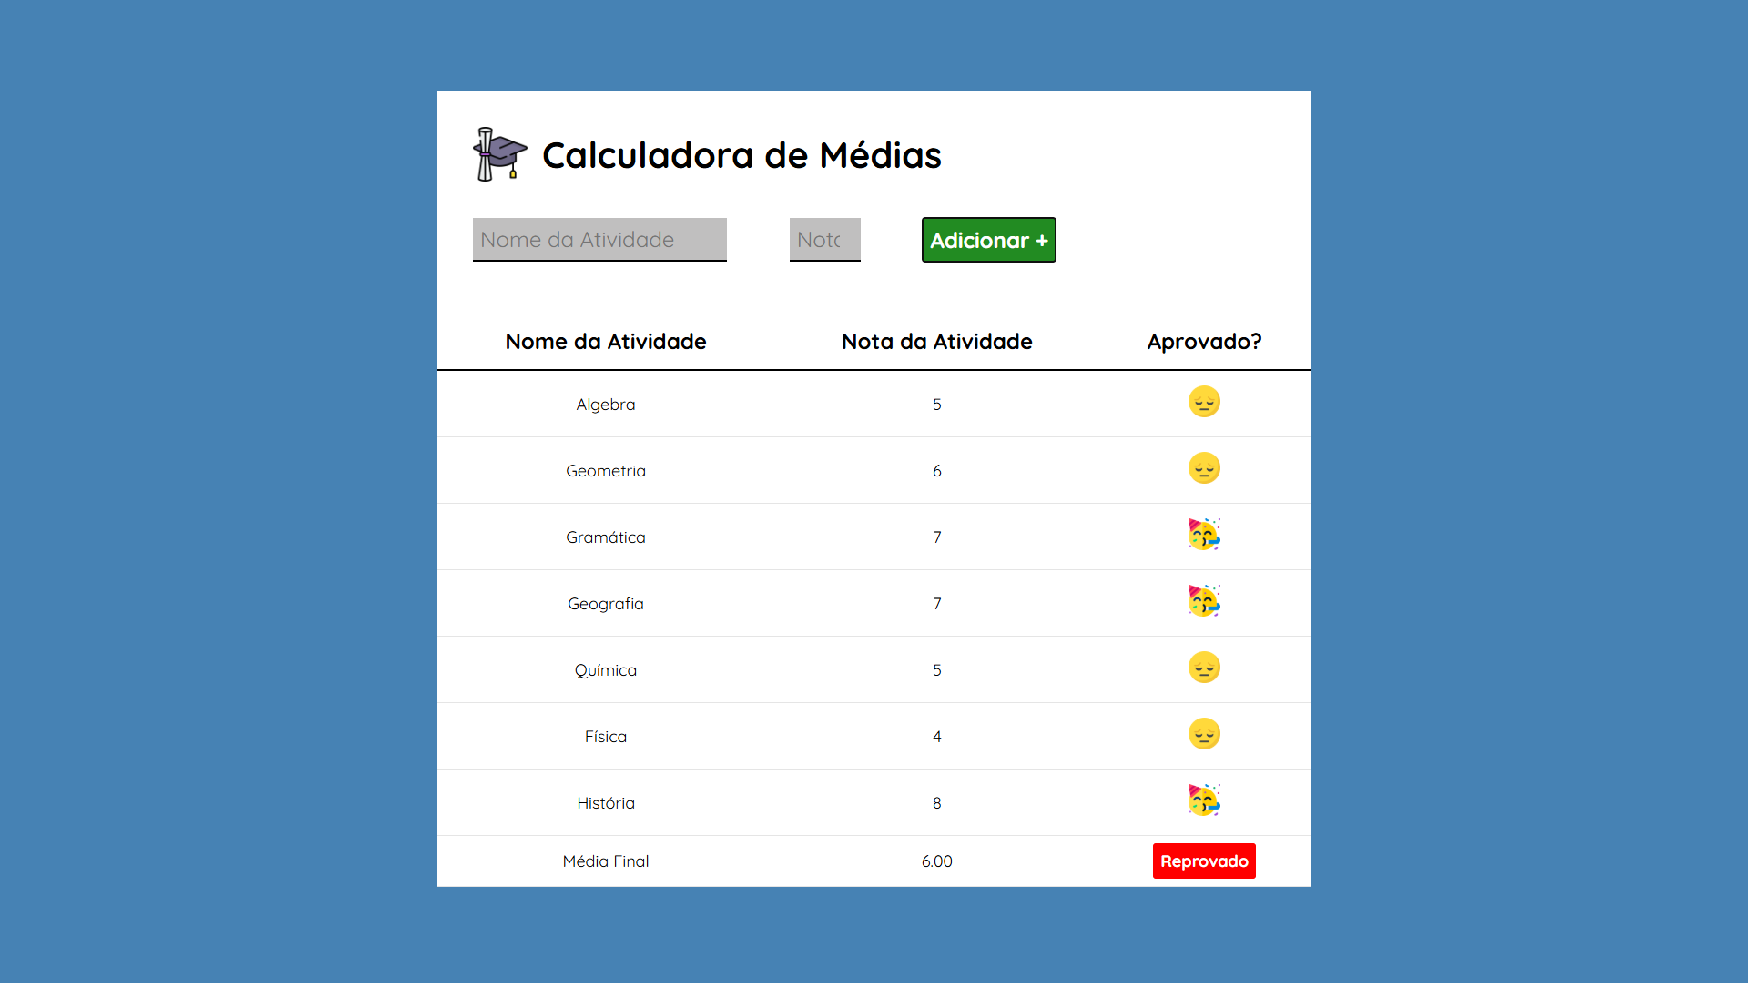 Calculadora de Médias
Nome da Atividade Nota Adicionar +
Nome da Atividade Nota da Atividade Aprovado?
Algebra 5
Geometria 6
Gramática 7
Geografia 7
Química 5
Física 4
História 8
Média Final 6.00 Reprovado